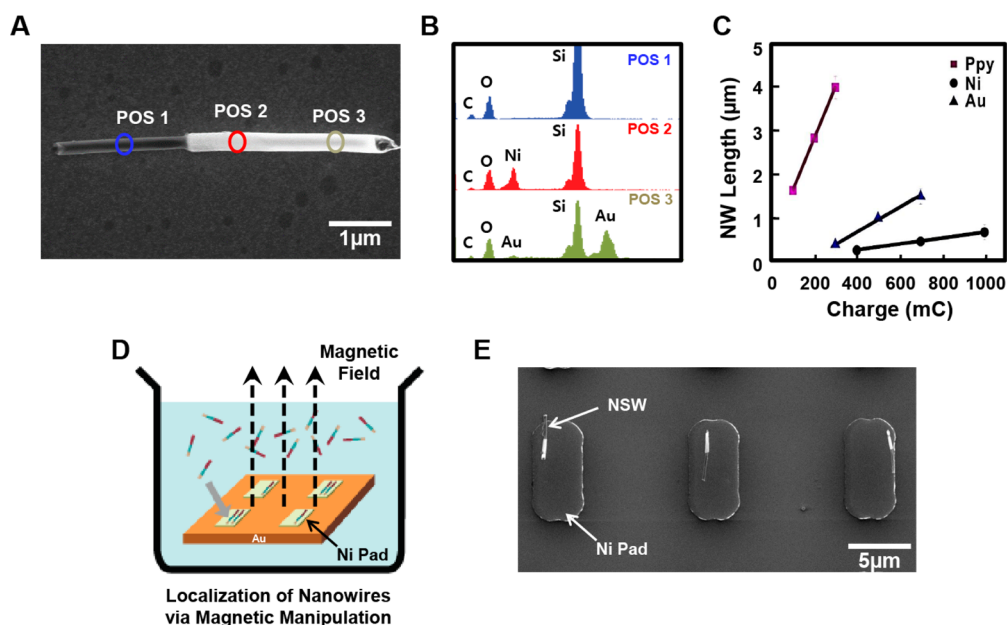 A
POS 1
POS 2
POS 3
1µm
B
Si
POS 1
O
C
Si
POS 2
O
Ni
C
POS 3
Si
Au
O
Au
C
C
5
4
3
2
1
0
NW Length (µm)
Ppy
Ni
Au
0 200 400 600 800 1000
Charge (mC)
D
Magnetic
Field
Au
Ni Pad
Localization of Nanowires
via Magnetic Manipulation
E
NSW
Ni Pad
5µm